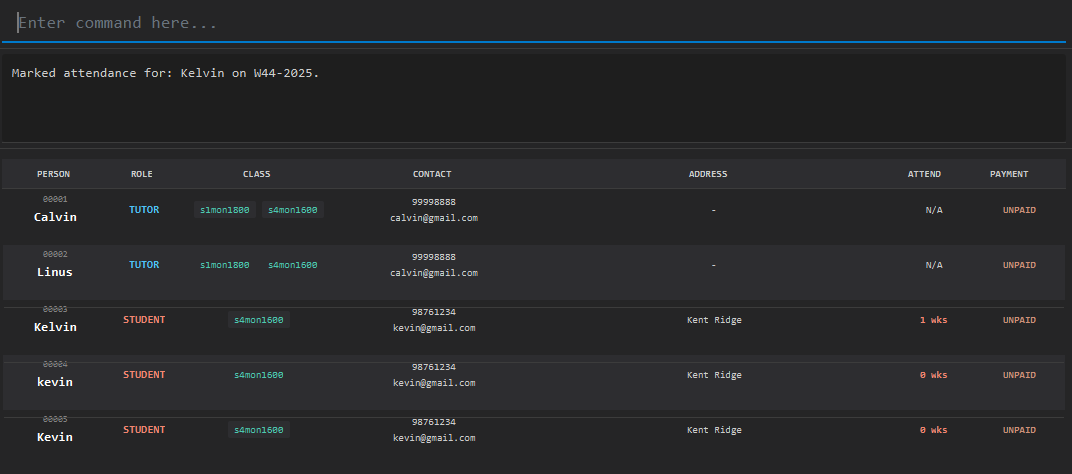 Enter command here...
Marked attendance for: Kelvin on W44-2025.
PERSON ROLE CLASS CONTACT ADDRESS ATTEND PAYMENT
00001
Calvin TUTOR s1mon1800 s4mon1600 99998888 calvin@gmail.com - N/A UNPAID
00002
Linus TUTOR s1mon1800 s4mon1600 99998888 calvin@gmail.com - N/A UNPAID
00003
Kelvin STUDENT s4mon1600 98761234 kevin@gmail.com Kent Ridge 1 wks UNPAID
00004
kevin STUDENT s4mon1600 98761234 kevin@gmail.com Kent Ridge 0 wks UNPAID
00005
Kevin STUDENT s4mon1600 98761234 kevin@gmail.com Kent Ridge 0 wks UNPAID